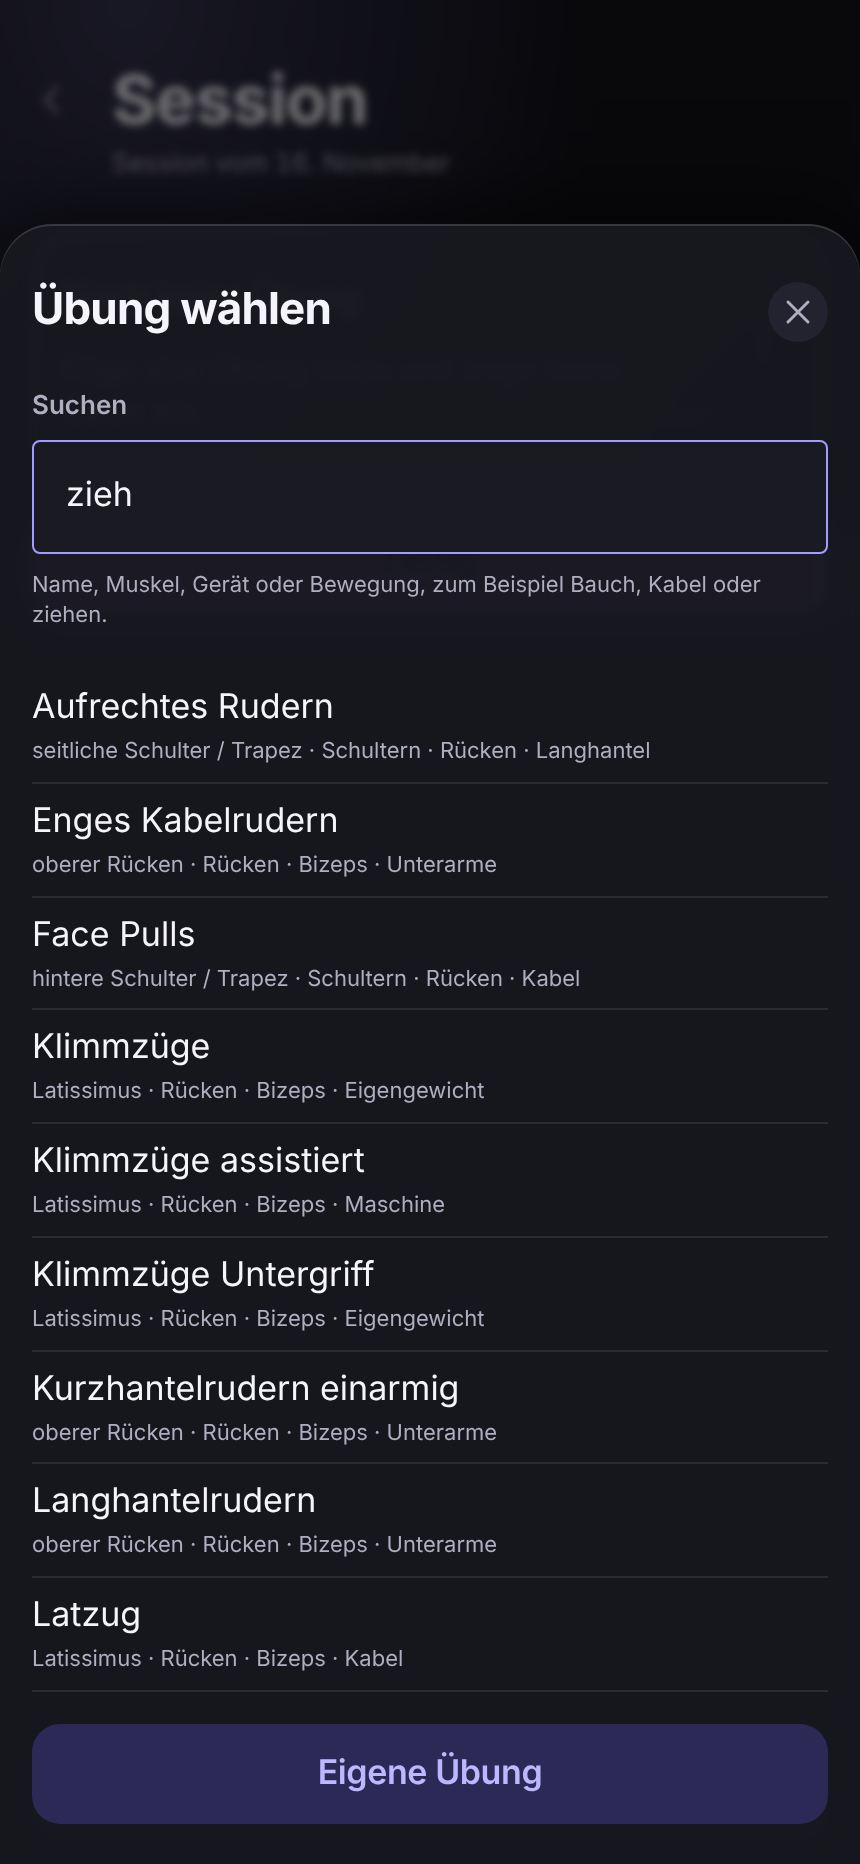 Session
Session vom 16. November
Übung wählen
Suchen
zieh
Name, Muskel, Gerät oder Bewegung, zum Beispiel Bauch, Kabel oder
ziehen.
Aufrechtes Rudern
seitliche Schulter / Trapez · Schultern · Rücken · Langhantel
Enges Kabelrudern
oberer Rücken · Rücken · Bizeps · Unterarme
Face Pulls
hintere Schulter / Trapez · Schultern · Rücken · Kabel
Klimmzüge
Latissimus · Rücken · Bizeps · Eigengewicht
Klimmzüge assistiert
Latissimus · Rücken · Bizeps · Maschine
Klimmzüge Untergriff
Latissimus · Rücken · Bizeps · Eigengewicht
Kurzhantelrudern einarmig
oberer Rücken · Rücken · Bizeps · Unterarme
Langhantelrudern
oberer Rücken · Rücken · Bizeps · Unterarme
Latzug
Latissimus · Rücken · Bizeps · Kabel
Eigene Übung